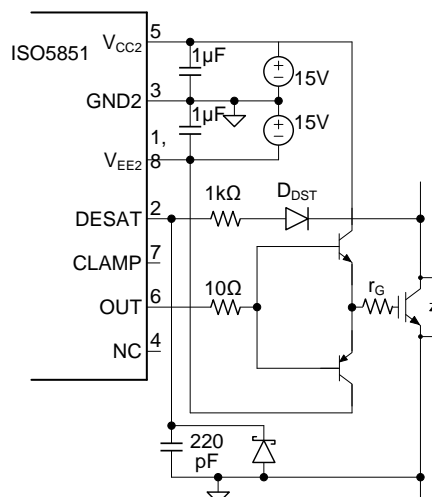 ISO5851
VCC2
5
1µF
15V
GND2
3
1µF
15V
1,
VEE2
8
DESAT
2
1kΩ
DDST
CLAMP
7
OUT
6
10Ω
rG
NC
4
220
pF